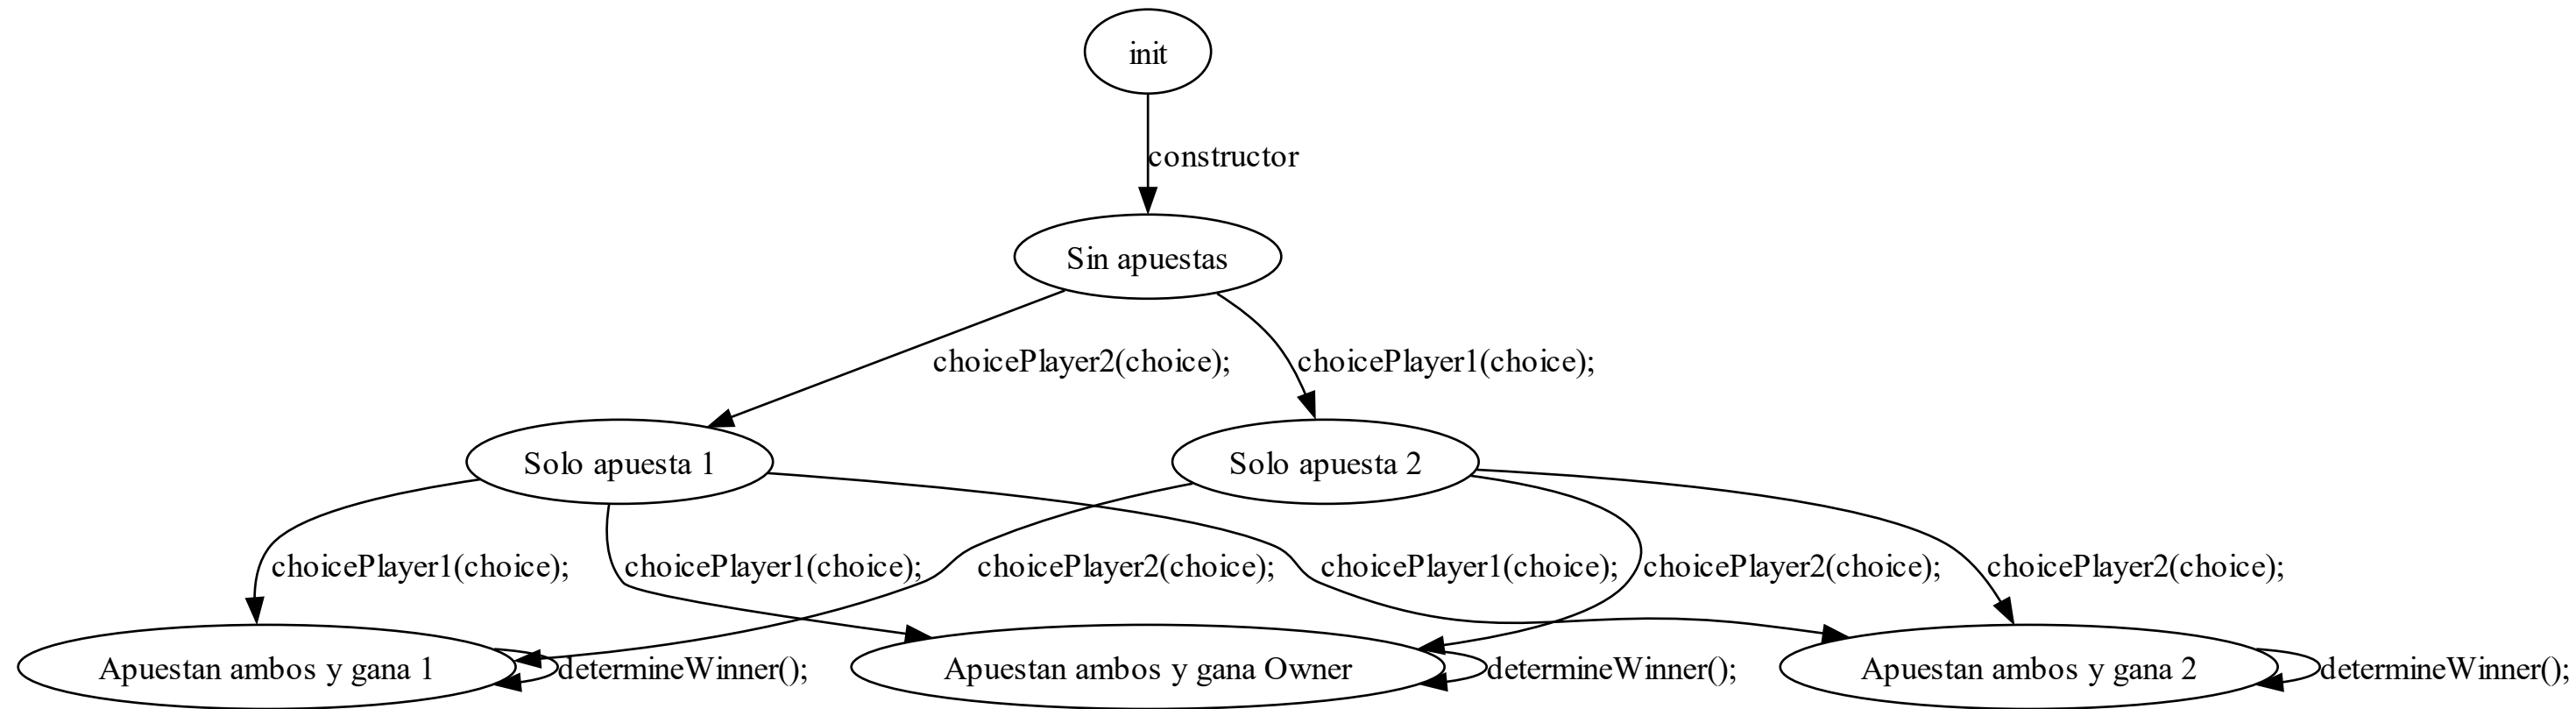 init
constructor
Sin apuestas
choicePlayer2(choice);
choicePlayer1(choice);
Solo apuesta 1
Solo apuesta 2
choicePlayer1(choice);
choicePlayer1(choice);
choicePlayer2(choice);
choicePlayer1(choice);
choicePlayer2(choice);
choicePlayer2(choice);
Apuestan ambos y gana 1
determineWinner();
Apuestan ambos y gana Owner
determineWinner();
Apuestan ambos y gana 2
determineWinner();